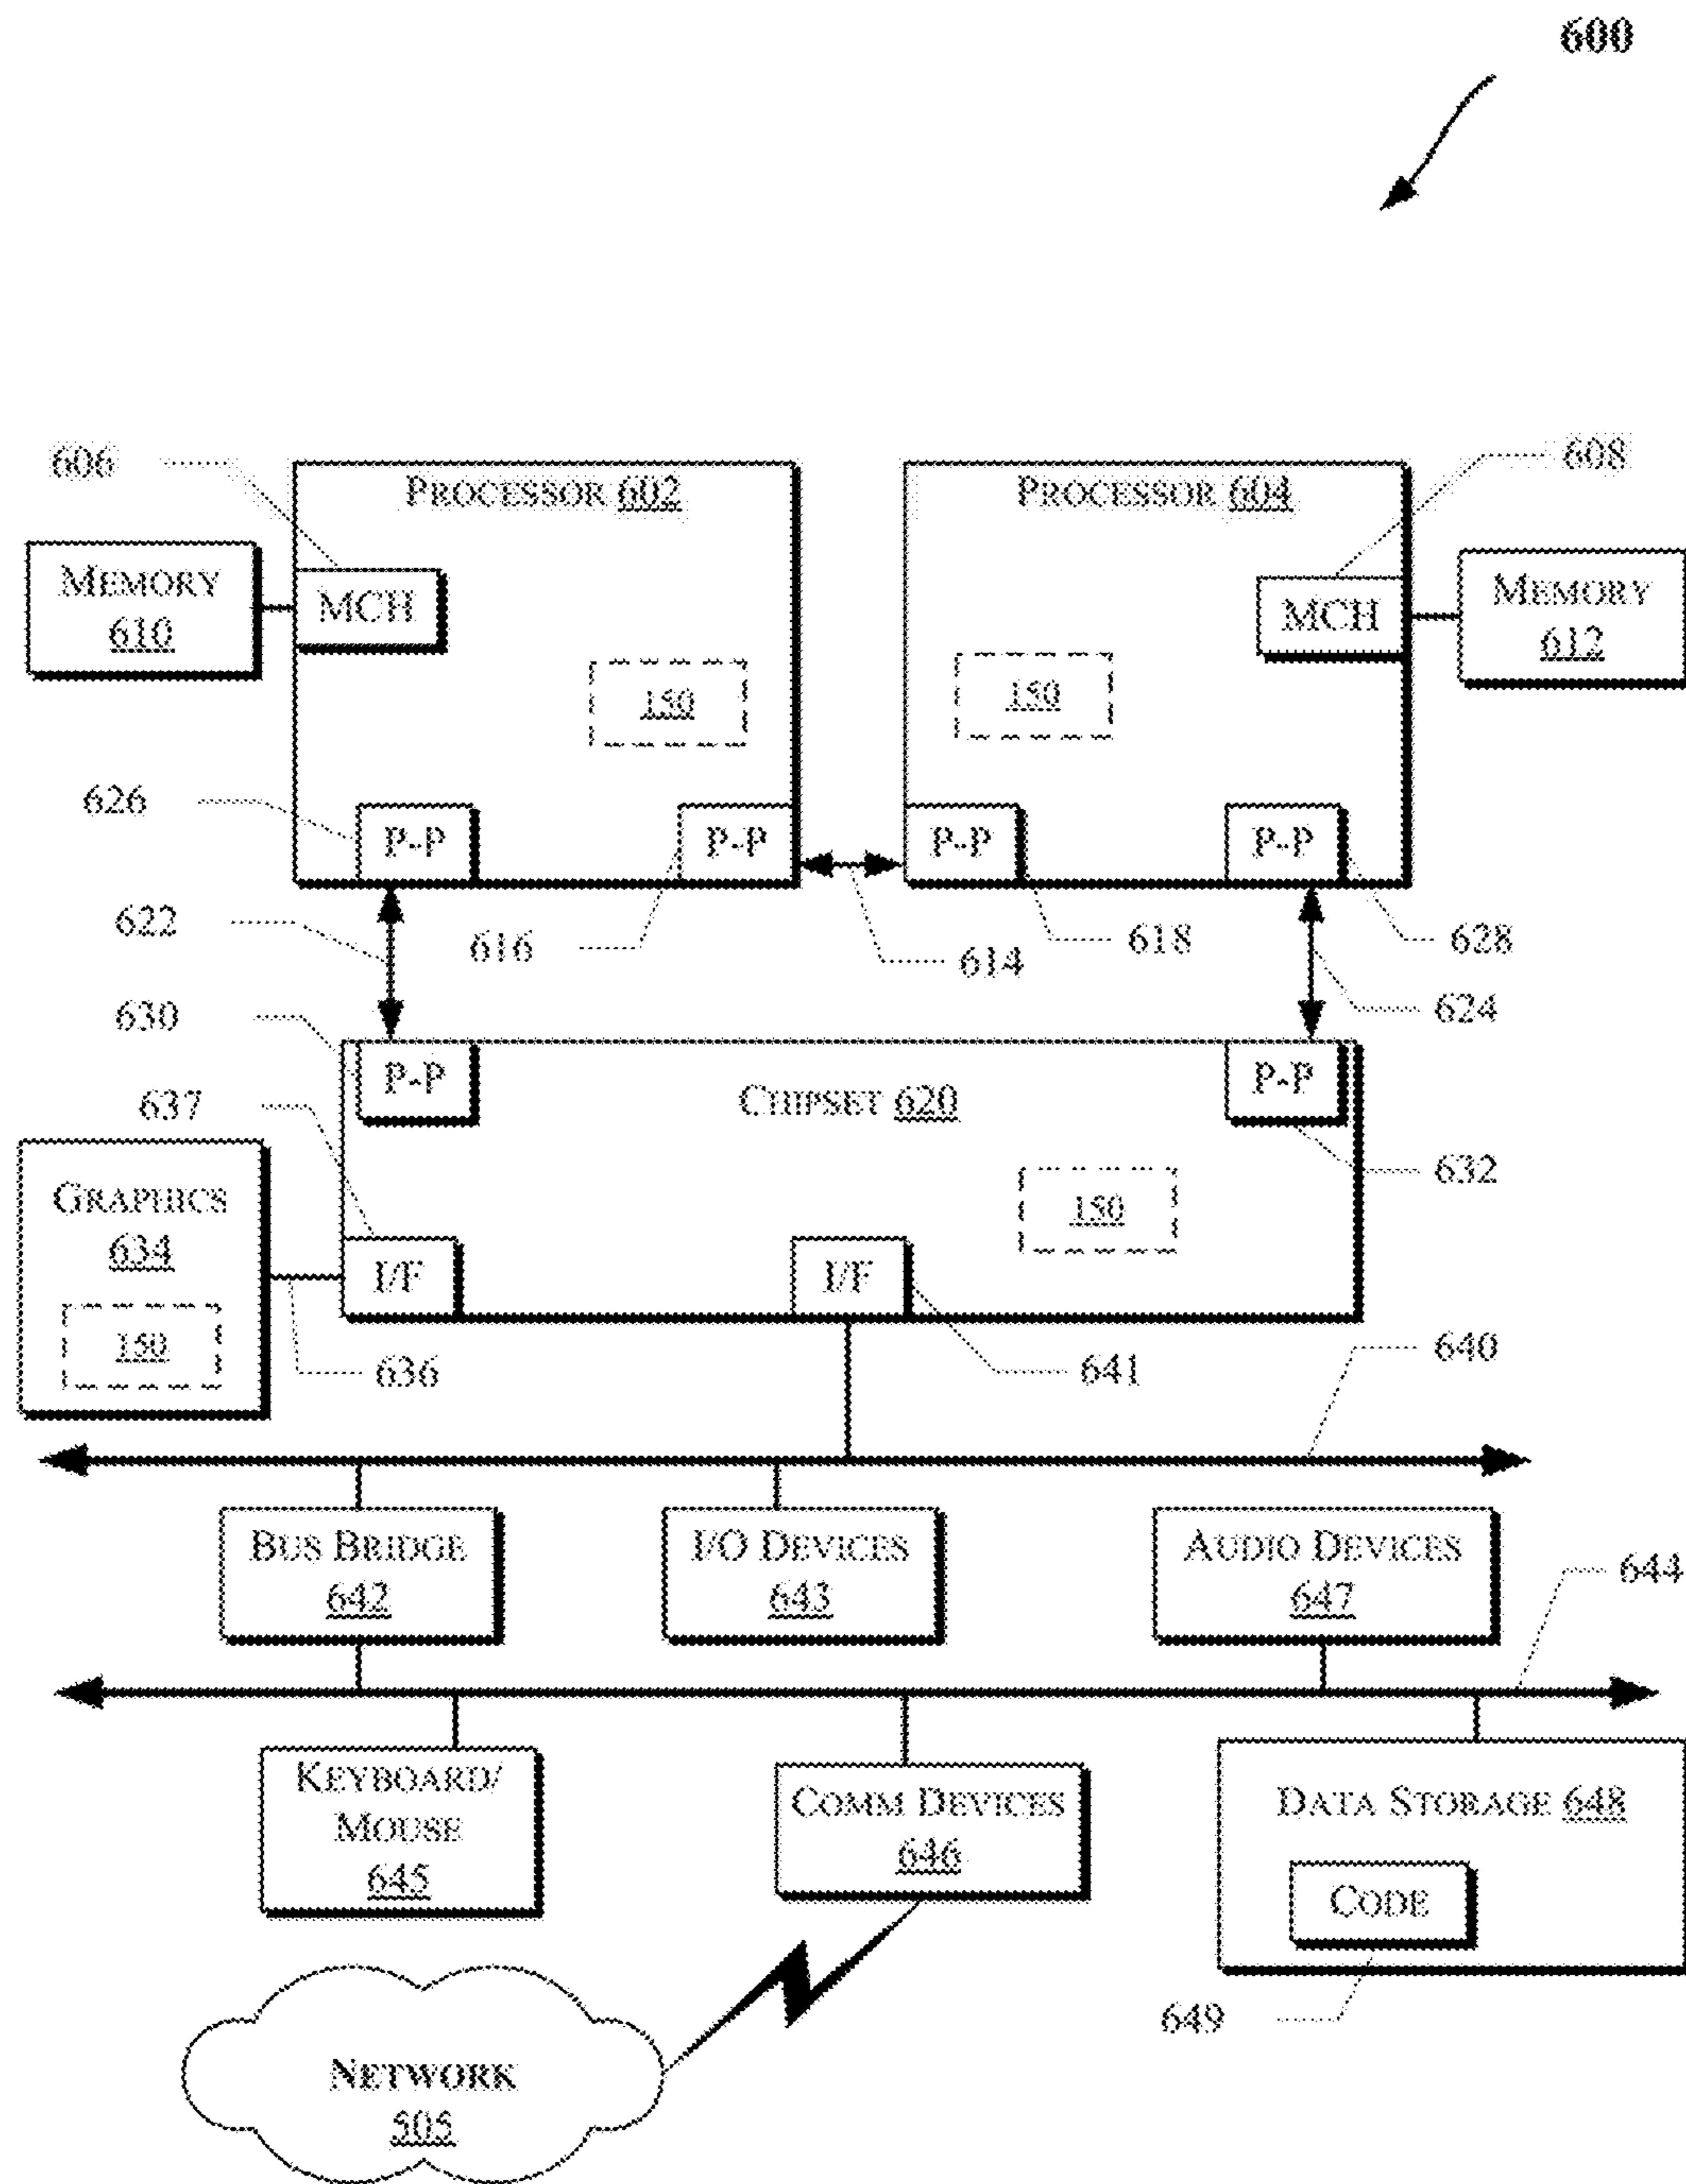 600
606
PROCESSOR 602
PROCESSOR 604
608
MEMORY
610
MCH
MCH
MEMORY
612
150
150
626
P-P
P-P
P-P
P-P
622
616
614
618
628
624
630
P-P
CHIPSET 620
P-P
637
632
GRAPHICS
634
150
150
I/F
I/F
636
641
640
BUS BRIDGE
642
I/O DEVICES
643
AUDIO DEVICES
647
644
KEYBOARD/
MOUSE
645
COMM DEVICES
646
DATA STORAGE 648
CODE
649
NETWORK
505